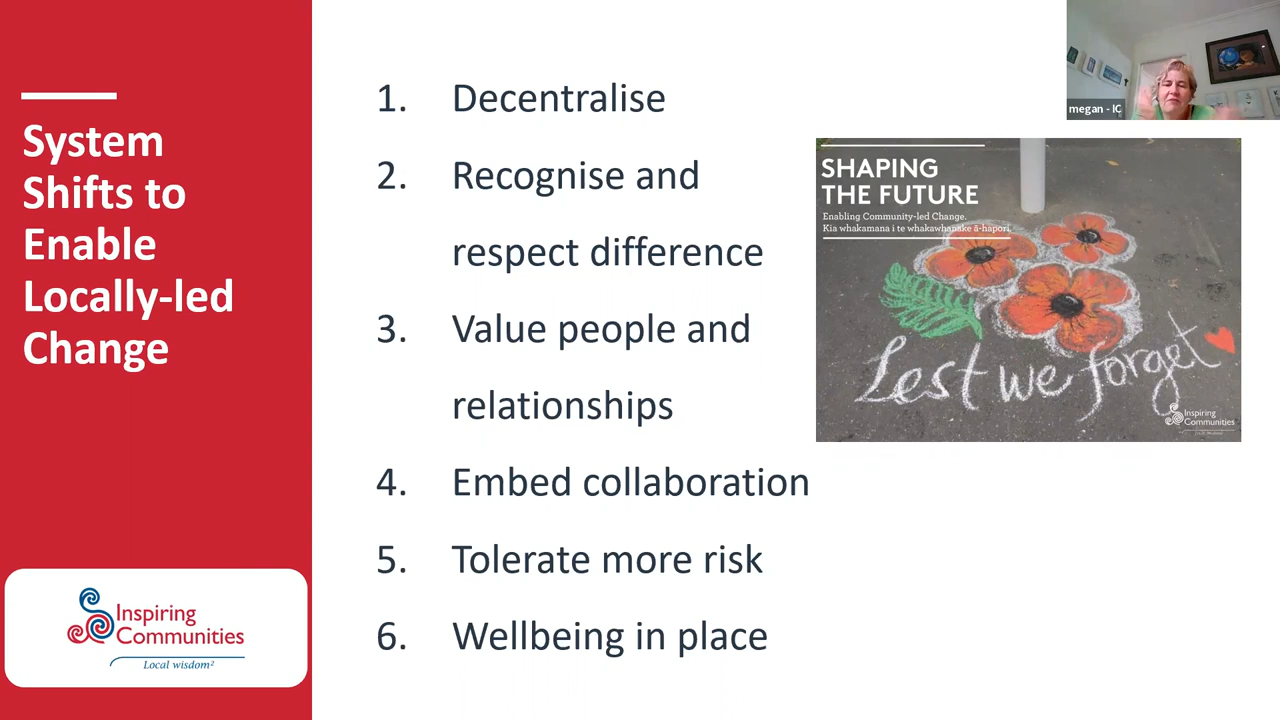 System
Shifts to
Enable
Locally-led
Change
Inspiring
Communities
Local wisdom²
1. Decentralise
2. Recognise and
respect difference
3. Value people and
relationships
4. Embed collaboration
5. Tolerate more risk
6. Wellbeing in place
megan - IC
SHAPING
THE FUTURE
Enabling Community-led Change.
Kia whakamana i te whakawhanake ā-hapori.
Lest we forget
Inspiring
Communities